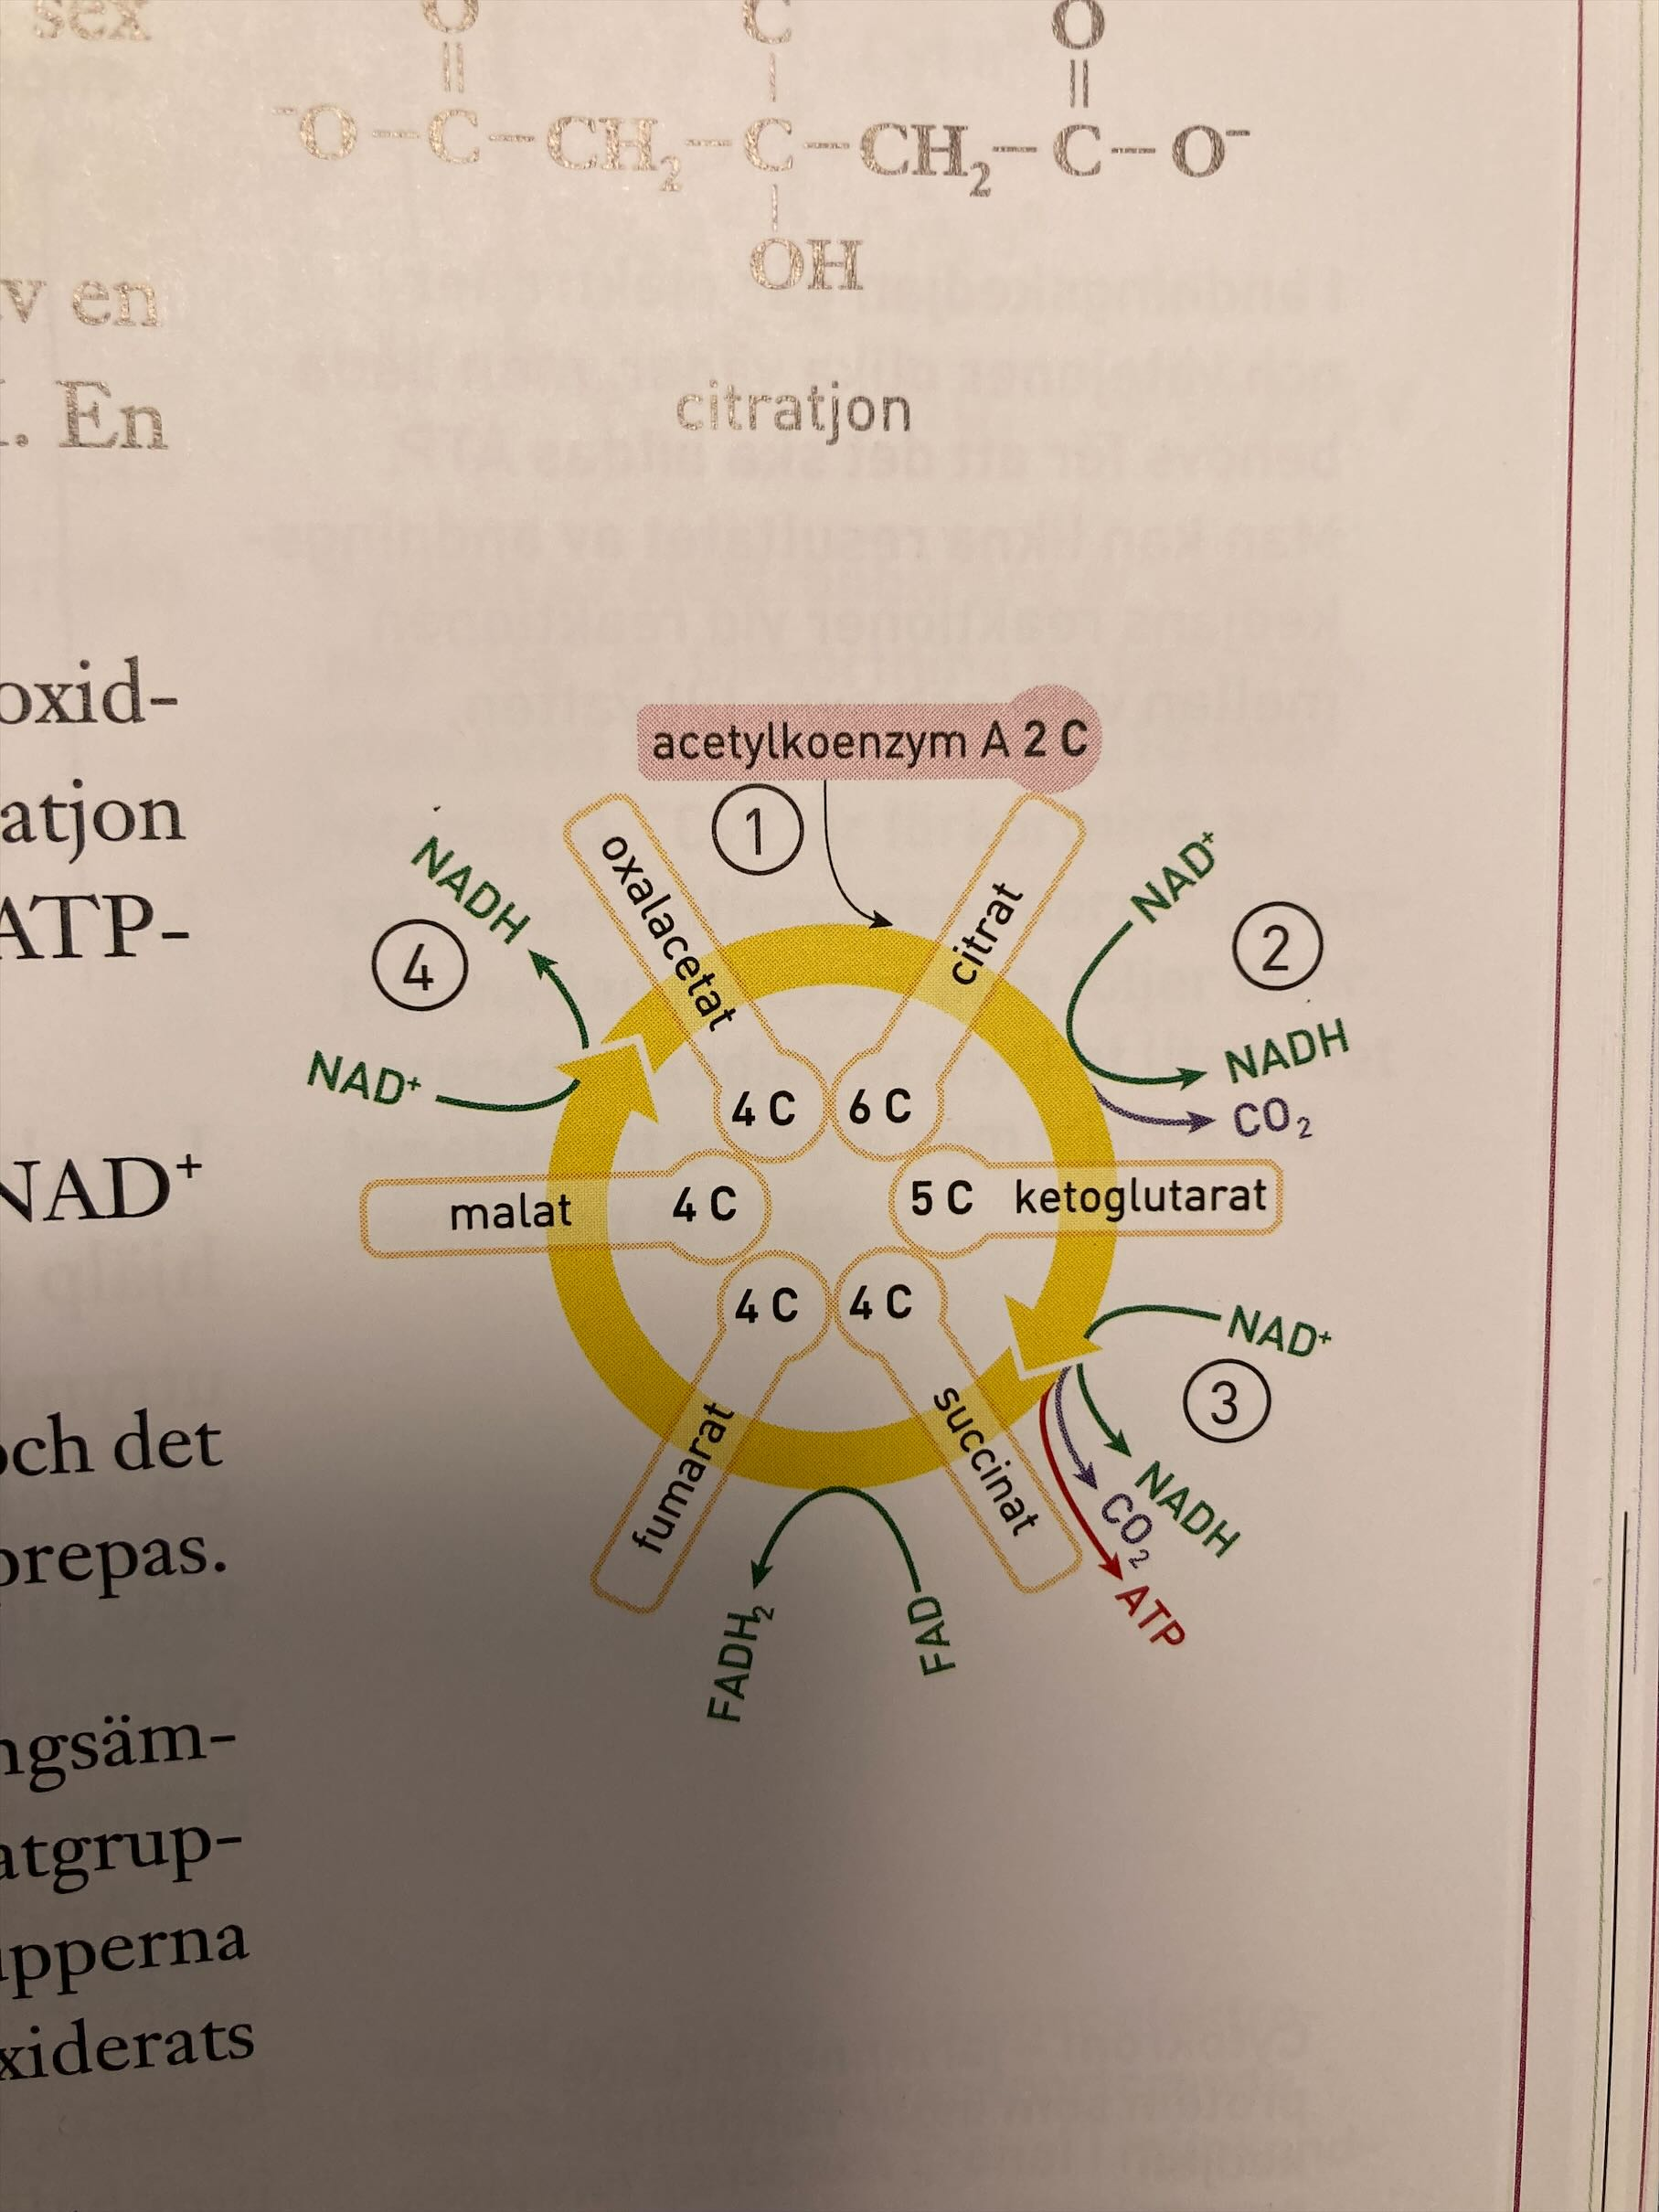 sex
O C O
⁻O–C–CH₂–C–CH₂–C–O⁻
OH
v en
. En
citratjon
oxid-
atjon
ATP-
NAD⁺
och det
prepas.
ngsäm-
atgrup-
upperna
xiderats
acetylkoenzym A 2 C
1
oxalacetat
4 C
citrat
6 C
NAD⁺
2
NADH
CO₂
5 C ketoglutarat
NAD⁺
3
NADH
CO₂
ATP
succinat
4 C
FAD
FADH₂
fumarat
4 C
malat 4 C
NAD⁺
4
NADH